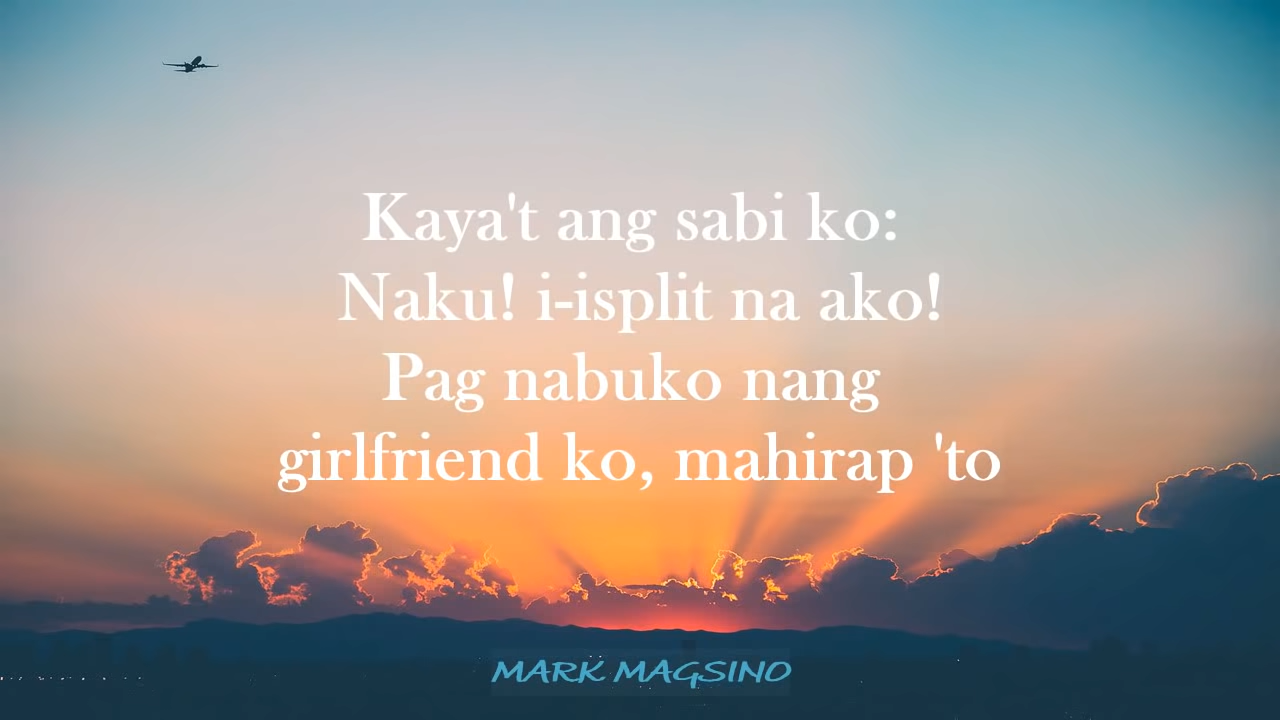 Kaya't ang sabi ko:
Naku! i-isplit na ako!
Pag nabuko nang
girlfriend ko, mahirap 'to
MARK MAGSINO